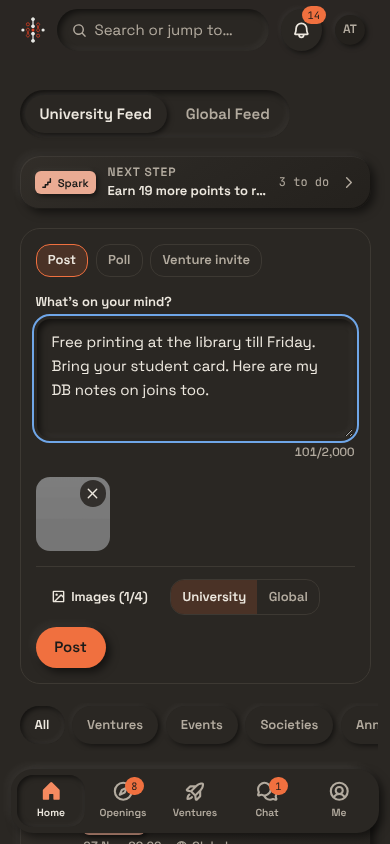 Search or jump to...
14
AT
University Feed
Global Feed
Spark
NEXT STEP
Earn 19 more points to r...
3 to do
Post
Poll
Venture invite
What's on your mind?
Free printing at the library till Friday.
Bring your student card. Here are my
DB notes on joins too.
101/2,000
Images (1/4)
University
Global
Post
All
Ventures
Events
Societies
Ann
Home
8
Openings
Ventures
1
Chat
Me